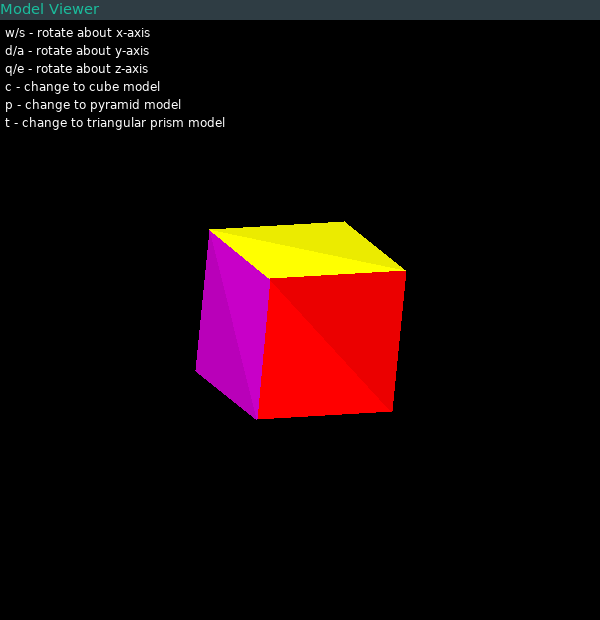 Model Viewer
w/s - rotate about x-axis
d/a - rotate about y-axis
q/e - rotate about z-axis
c - change to cube model
p - change to pyramid model
t - change to triangular prism model